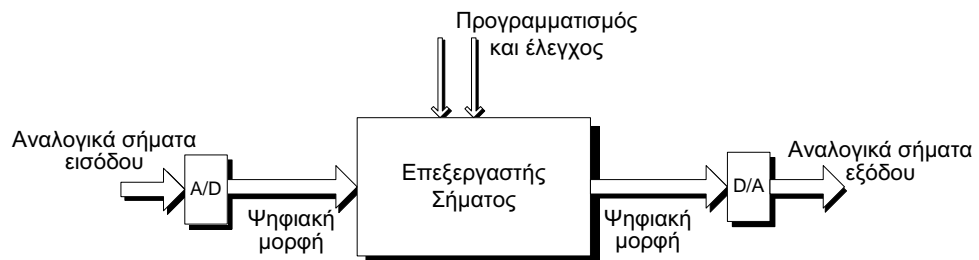 Προγραμματισμός
και έλεγχος
Αναλογικά σήματα
εισόδου
A/D
Ψηφιακή
μορφή
Επεξεργαστής
Σήματος
Ψηφιακή
μορφή
D/A
Αναλογικά σήματα
εξόδου